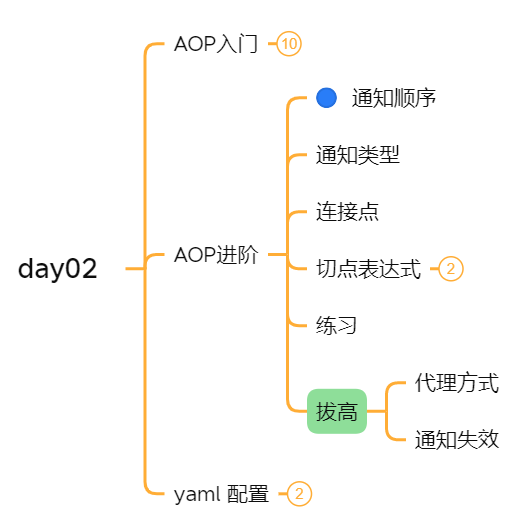 day02
AOP入门 10
AOP进阶
通知顺序
通知类型
连接点
切点表达式 2
练习
拔高
代理方式
通知失效
yaml 配置 2